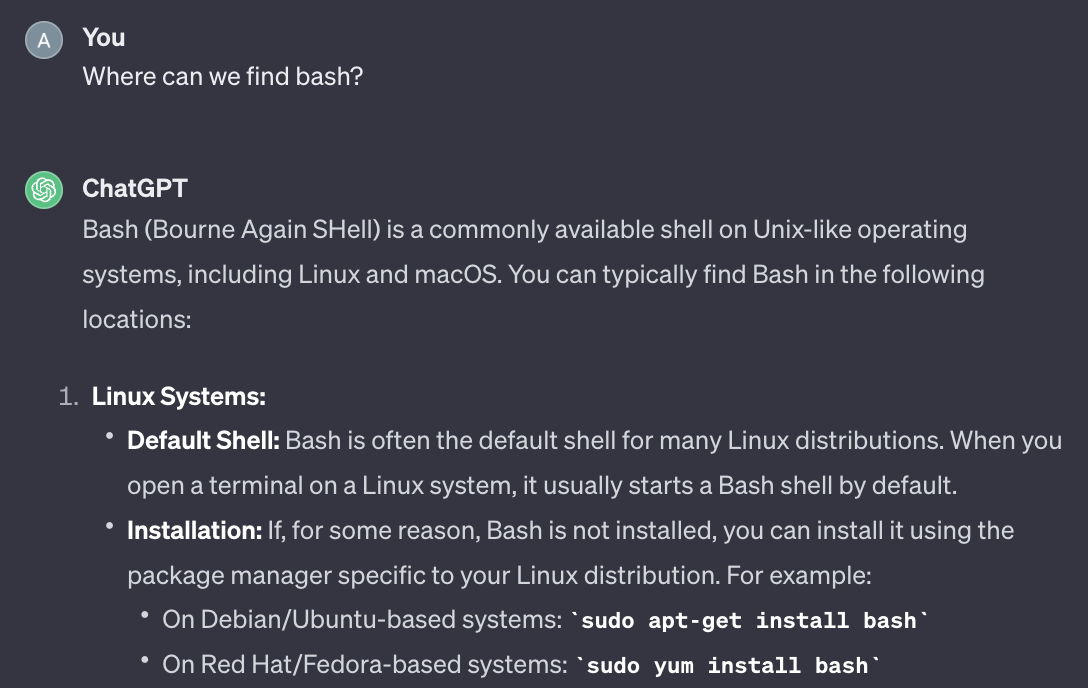 A
You
Where can we find bash?
ChatGPT
Bash (Bourne Again SHell) is a commonly available shell on Unix-like operating
systems, including Linux and macOS. You can typically find Bash in the following
locations:
1. Linux Systems:
• Default Shell: Bash is often the default shell for many Linux distributions. When you
open a terminal on a Linux system, it usually starts a Bash shell by default.
• Installation: If, for some reason, Bash is not installed, you can install it using the
package manager specific to your Linux distribution. For example:
• On Debian/Ubuntu-based systems: `sudo apt-get install bash`
• On Red Hat/Fedora-based systems: `sudo yum install bash`